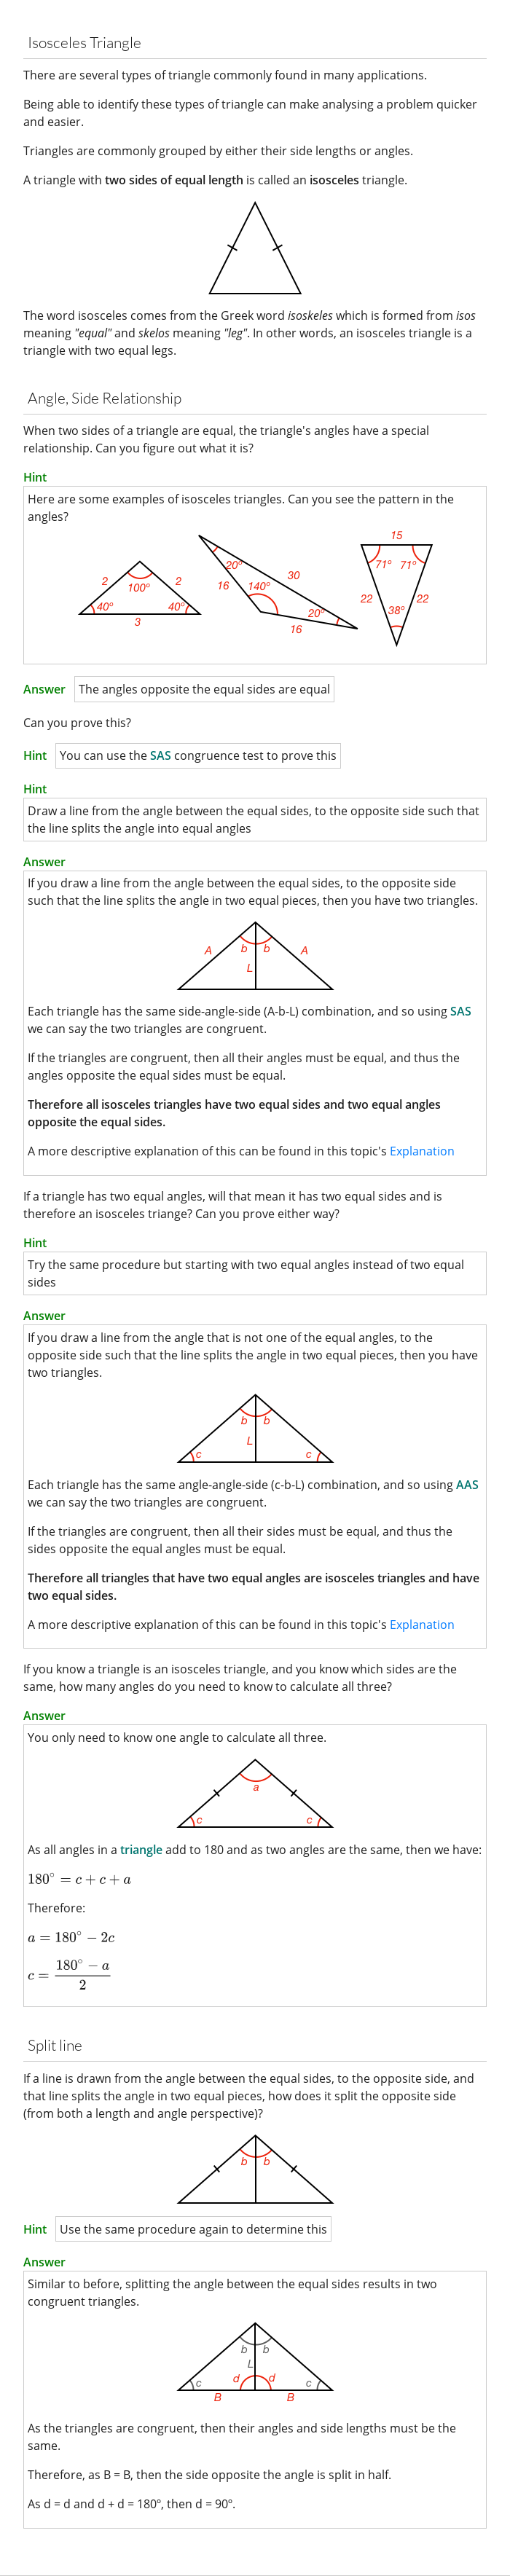 Isosceles Triangle
There are several types of triangle commonly found in many applications.
Being able to identify these types of triangle can make analysing a problem quicker
and easier.
Triangles are commonly grouped by either their side lengths or angles.
A triangle with two sides of equal length is called an isosceles triangle.
The word isosceles comes from the Greek word isoskeles which is formed from isos
meaning "equal" and skelos meaning "leg". In other words, an isosceles triangle is a
triangle with two equal legs.
Angle, Side Relationship
When two sides of a triangle are equal, the triangle's angles have a special
relationship. Can you figure out what it is?
Hint
Here are some examples of isosceles triangles. Can you see the pattern in the
angles?
2 2 100º 40º 40º 3
20º 16 140º 30 20º 16
15 71º 71º 22 22 38º
Answer The angles opposite the equal sides are equal
Can you prove this?
Hint You can use the SAS congruence test to prove this
Hint
Draw a line from the angle between the equal sides, to the opposite side such that
the line splits the angle into equal angles
Answer
If you draw a line from the angle between the equal sides, to the opposite side
such that the line splits the angle in two equal pieces, then you have two triangles.
A b b A
L
Each triangle has the same side-angle-side (A-b-L) combination, and so using SAS
we can say the two triangles are congruent.
If the triangles are congruent, then all their angles must be equal, and thus the
angles opposite the equal sides must be equal.
Therefore all isosceles triangles have two equal sides and two equal angles
opposite the equal sides.
A more descriptive explanation of this can be found in this topic's Explanation
If a triangle has two equal angles, will that mean it has two equal sides and is
therefore an isosceles triange? Can you prove either way?
Hint
Try the same procedure but starting with two equal angles instead of two equal
sides
Answer
If you draw a line from the angle that is not one of the equal angles, to the
opposite side such that the line splits the angle in two equal pieces, then you have
two triangles.
b b
L
c c
Each triangle has the same angle-angle-side (c-b-L) combination, and so using AAS
we can say the two triangles are congruent.
If the triangles are congruent, then all their sides must be equal, and thus the
sides opposite the equal angles must be equal.
Therefore all triangles that have two equal angles are isosceles triangles and have
two equal sides.
A more descriptive explanation of this can be found in this topic's Explanation
If you know a triangle is an isosceles triangle, and you know which sides are the
same, how many angles do you need to know to calculate all three?
Answer
You only need to know one angle to calculate all three.
a
c c
As all angles in a triangle add to 180 and as two angles are the same, then we have:
180° = c + c + a
Therefore:
a = 180° − 2c
c = (180° − a) / 2
Split line
If a line is drawn from the angle between the equal sides, to the opposite side, and
that line splits the angle in two equal pieces, how does it split the opposite side
(from both a length and angle perspective)?
b b
Hint Use the same procedure again to determine this
Answer
Similar to before, splitting the angle between the equal sides results in two
congruent triangles.
b b
L
c d d c
B B
As the triangles are congruent, then their angles and side lengths must be the
same.
Therefore, as B = B, then the side opposite the angle is split in half.
As d = d and d + d = 180º, then d = 90º.